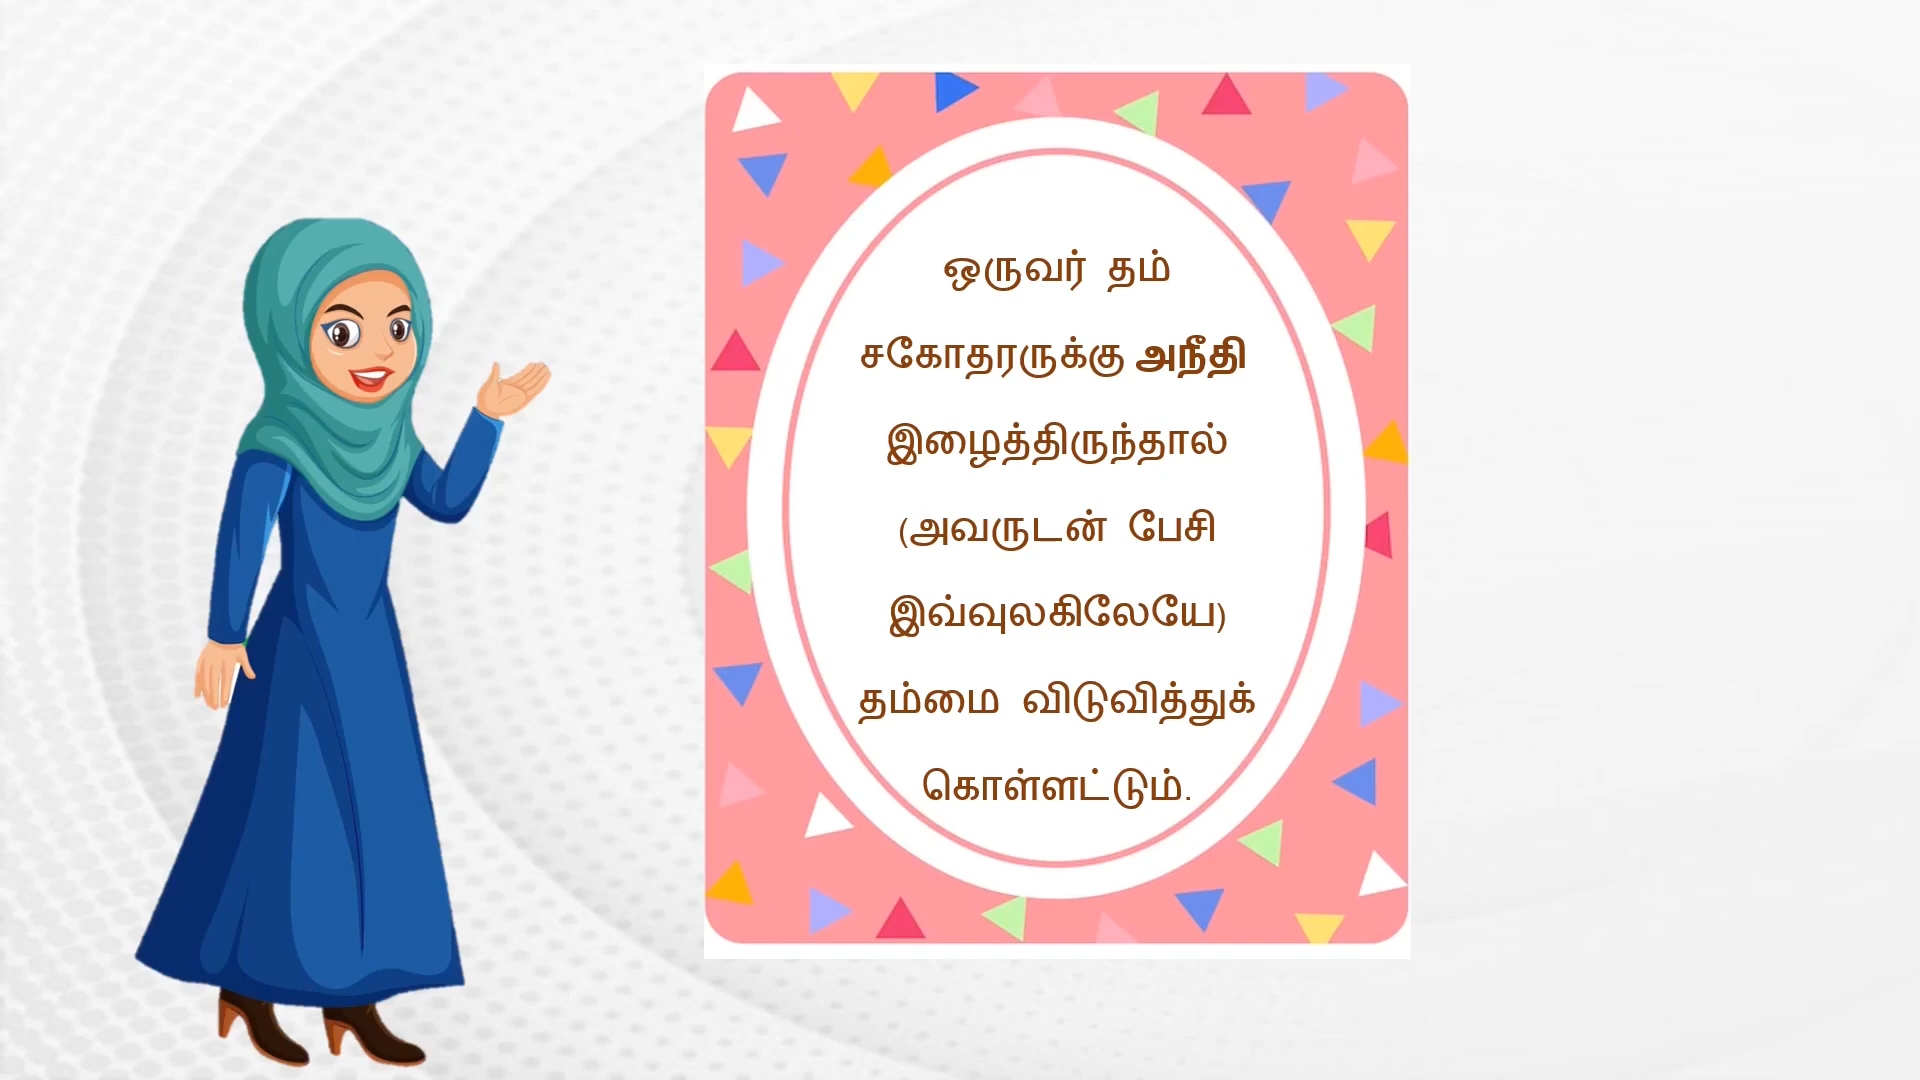 ஒருவர் தம்
சகோதரருக்கு அநீதி
இழைத்திருந்தால்
(அவருடன் பேசி
இவ்வுலகிலேயே)
தம்மை விடுவித்துக்
கொள்ளட்டும்.